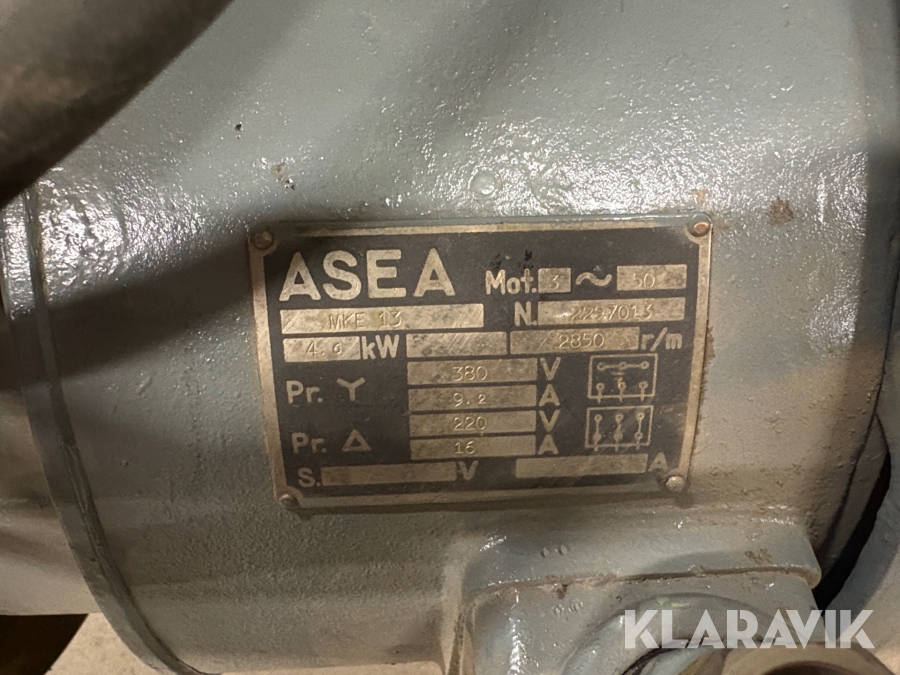 ASEA Mot. 3 ~ 50
MKE 13 N. 2257013
4.6 kW 2850 r/m
Pr. Y 380 V
9.2 A
Pr. Δ 220 V
16 A
S. V A
KLARAVIK